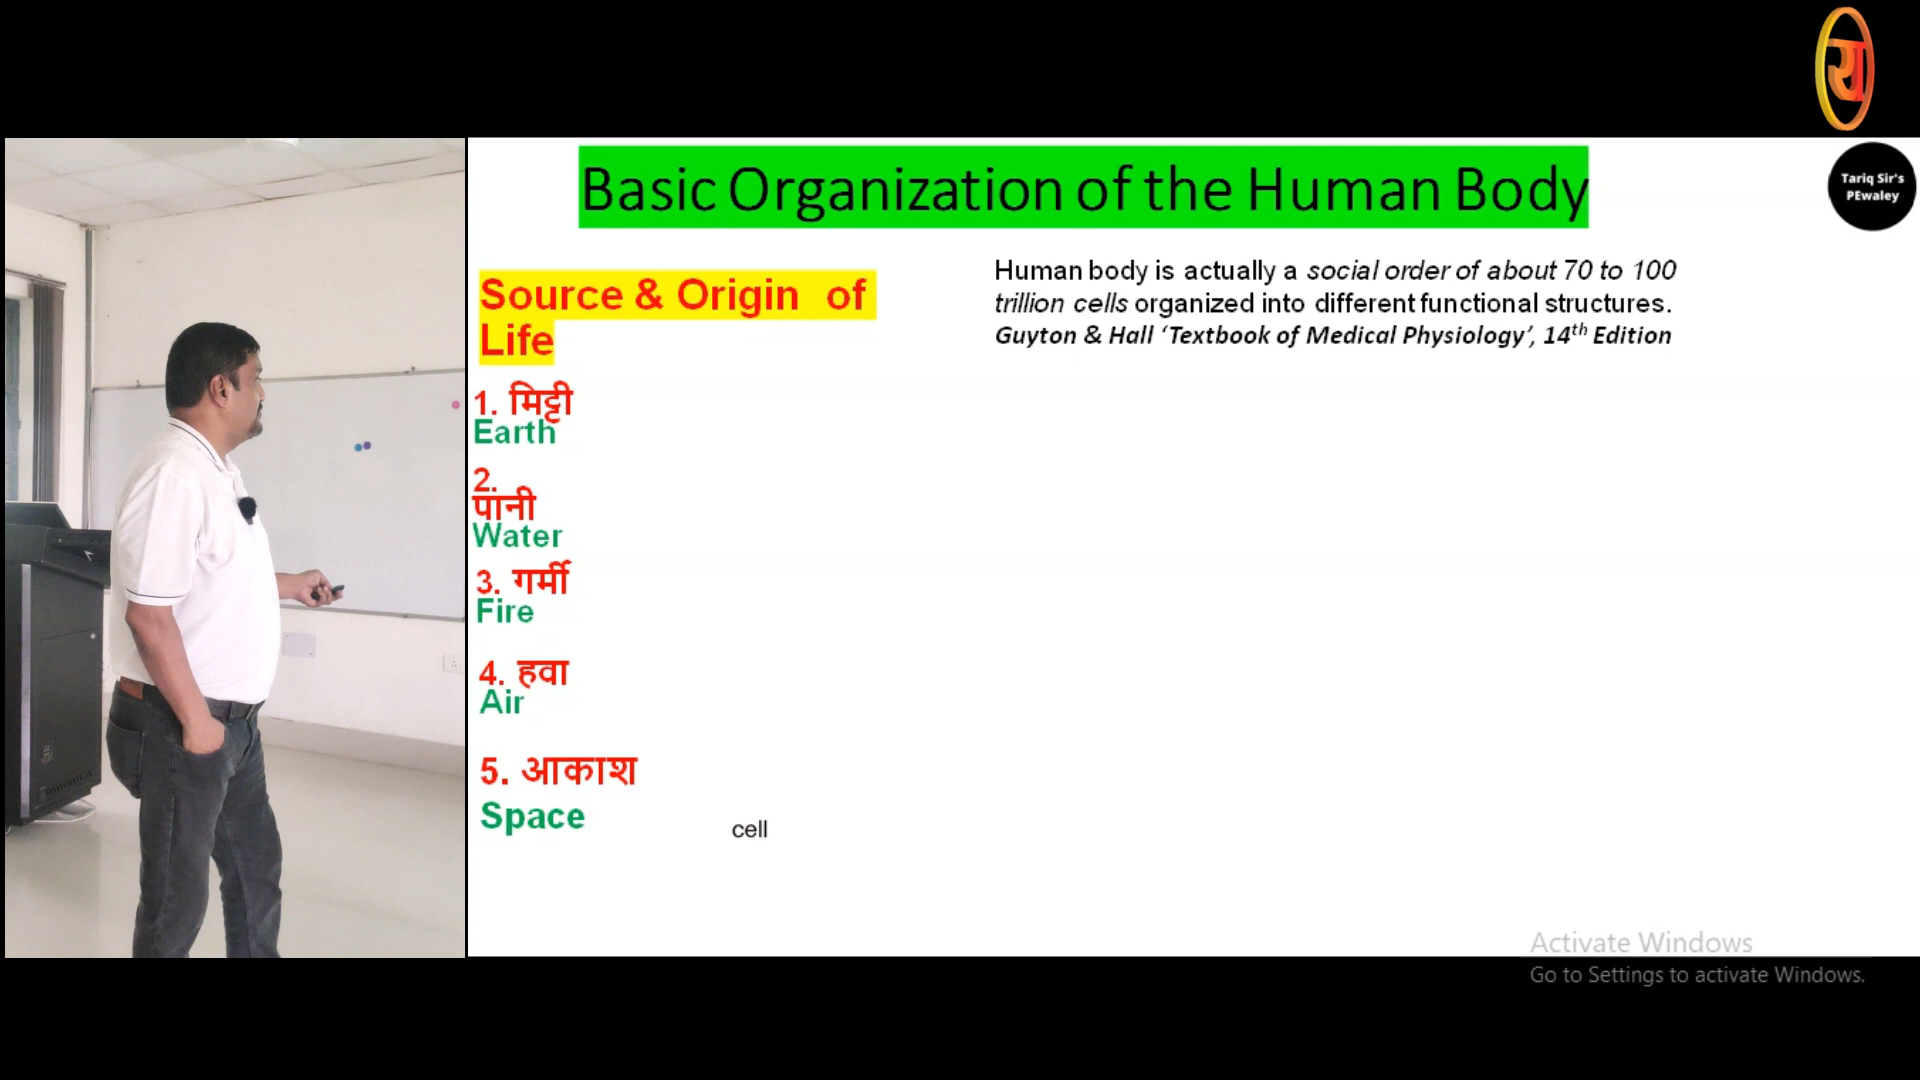 य
Tariq Sir's
PEwaley
Basic Organization of the Human Body
Source & Origin of
Life
1. मिट्टी
Earth
2.
पानी
Water
3. गर्मी
Fire
4. हवा
Air
5. आकाश
Space
cell
Human body is actually a social order of about 70 to 100
trillion cells organized into different functional structures.
Guyton & Hall ‘Textbook of Medical Physiology’, 14th Edition
Activate Windows
Go to Settings to activate Windows.